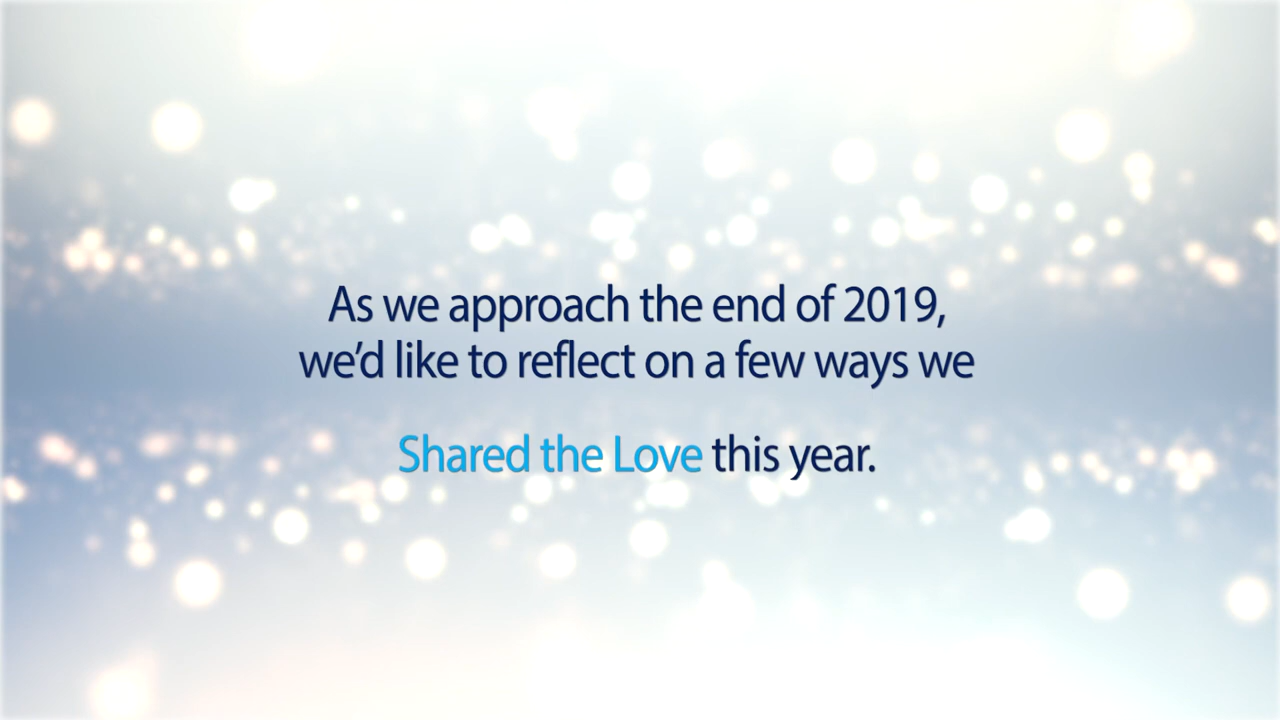 As we approach the end of 2019,
we’d like to reflect on a few ways we
Shared the Love this year.